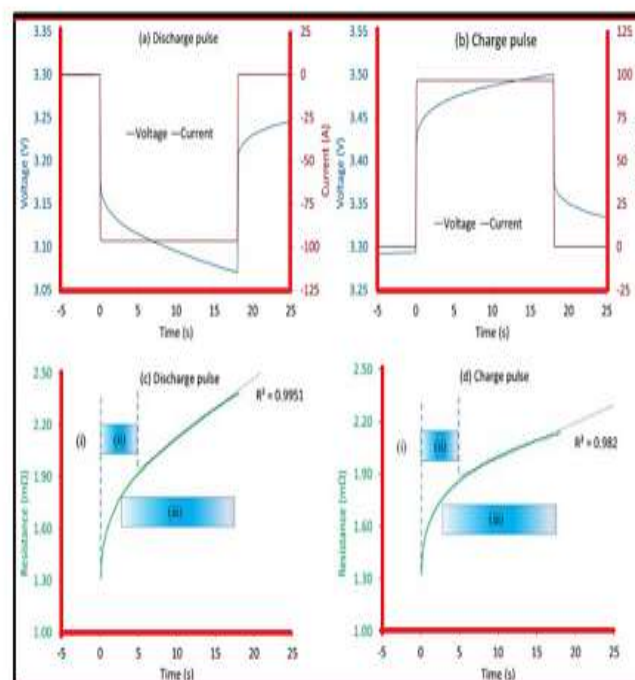 (a) Discharge pulse
3.35
3.30
3.25
3.20
3.15
3.10
3.05
Voltage (V)
25
0
-25
-50
-75
-100
-125
Current (A)
—Voltage —Current
-5 0 5 10 15 20 25
Time (s)
(b) Charge pulse
3.55
3.50
3.45
3.40
3.35
3.30
3.25
Voltage (V)
125
100
75
50
25
0
-25
Current (A)
—Voltage —Current
-5 0 5 10 15 20 25
Time (s)
(c) Discharge pulse
2.50
2.20
1.90
1.60
1.30
1.00
Resistance (mΩ)
R² = 0.9951
(i)
(ii)
(iii)
-5 0 5 10 15 20 25
Time (s)
(d) Charge pulse
2.50
2.20
1.90
1.60
1.30
1.00
Resistance (mΩ)
R² = 0.982
(i)
(ii)
(iii)
-5 0 5 10 15 20 25
Time (s)